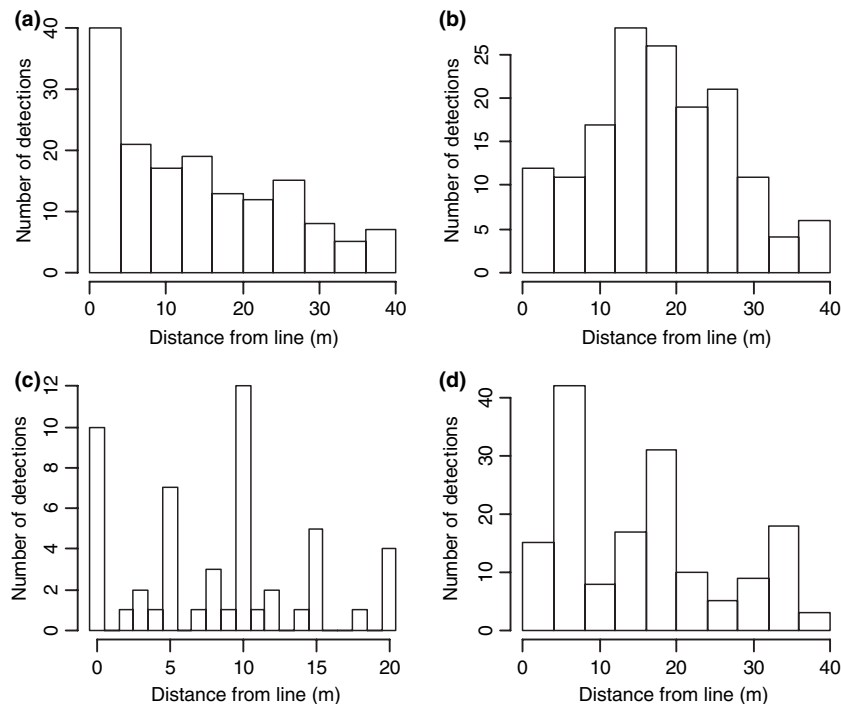 (a)
Number of detections
0 10 20 30 40
0 10 20 30 40
Distance from line (m)
(b)
Number of detections
0 5 10 15 20 25
0 10 20 30 40
Distance from line (m)
(c)
Number of detections
0 2 4 6 8 10 12
0 5 10 15 20
Distance from line (m)
(d)
Number of detections
0 10 20 30 40
0 10 20 30 40
Distance from line (m)